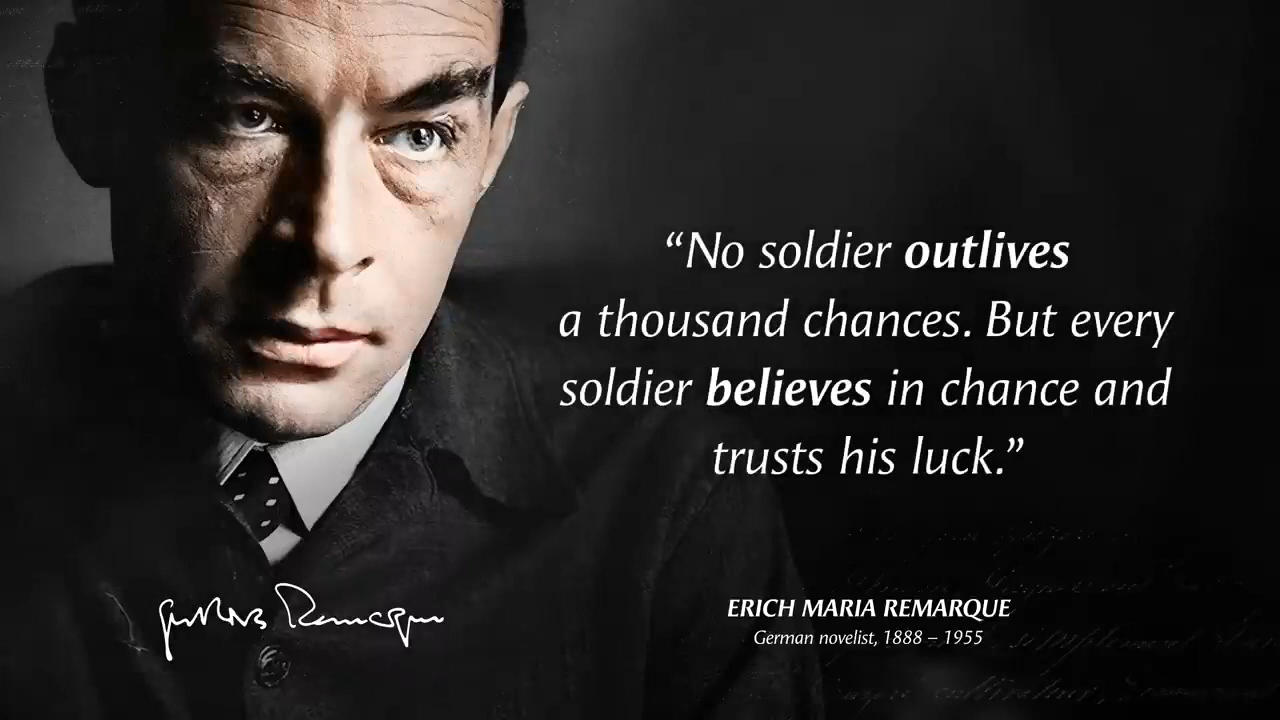 “No soldier outlives
a thousand chances. But every
soldier believes in chance and
trusts his luck.”
ERICH MARIA REMARQUE
German novelist, 1888 – 1955